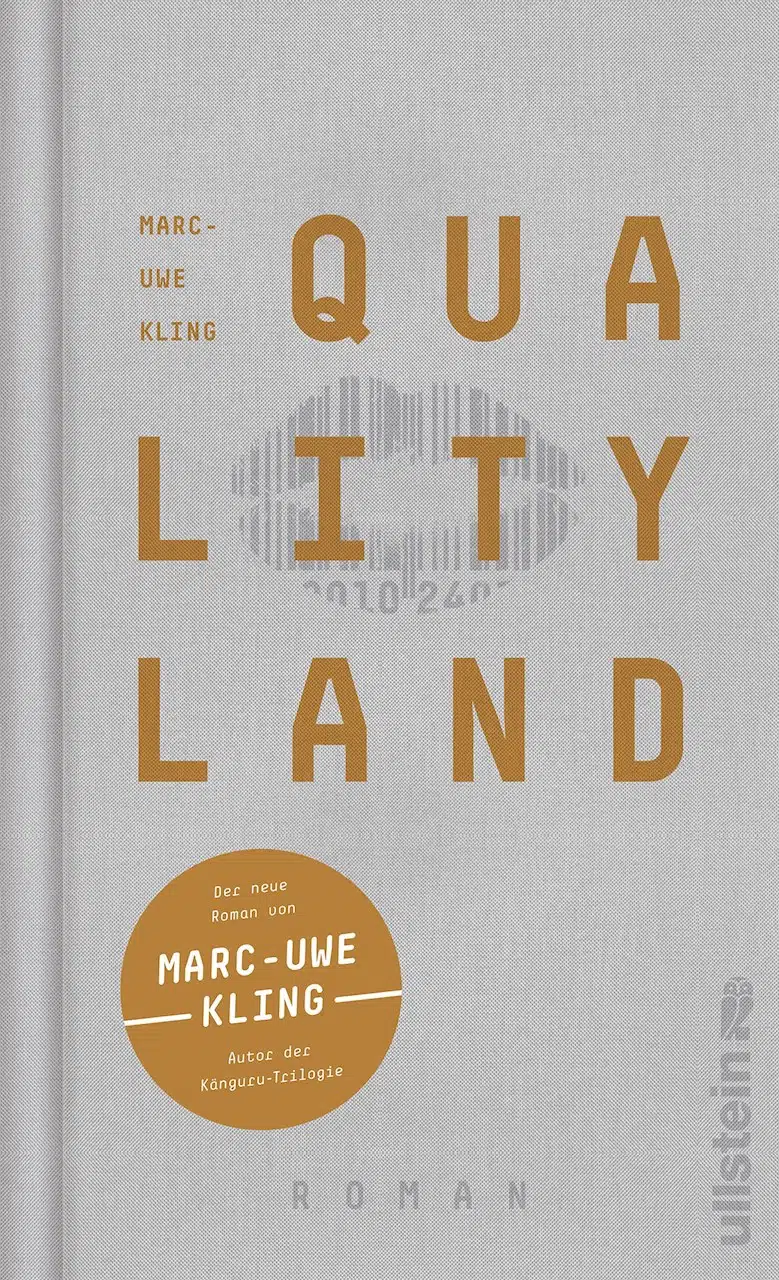 MARC-
UWE
KLING
QUA
LITY
LAND
Der neue
Roman von
MARC-UWE
KLING
Autor der
Känguru-Trilogie
ROMAN
ullstein